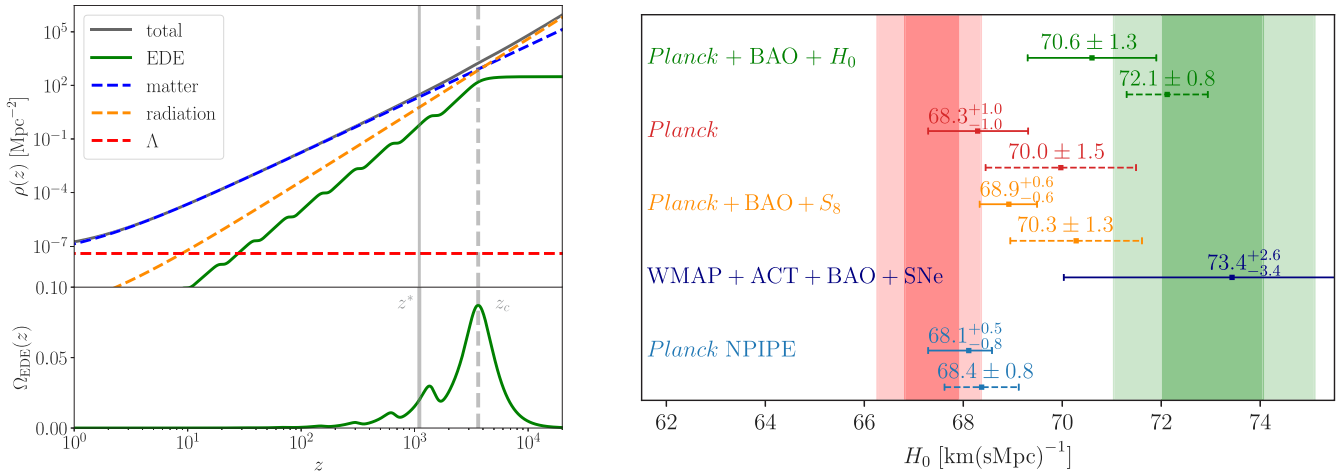 total
EDE
matter
radiation
Λ
10^5
10^2
10^−1
10^−4
10^−7
ρ(z) [Mpc^−2]
0.10
0.05
0.00
Ω_EDE(z)
z*
z_c
10^0
10^1
10^2
10^3
10^4
z
Planck + BAO + H_0
70.6 ± 1.3
72.1 ± 0.8
Planck
68.3^+1.0_−1.0
70.0 ± 1.5
Planck + BAO + S_8
68.9^+0.6_−0.6
70.3 ± 1.3
WMAP + ACT + BAO + SNe
73.4^+2.6_−3.4
Planck NPIPE
68.1^+0.5_−0.8
68.4 ± 0.8
62 64 66 68 70 72 74
H_0 [km(sMpc)^−1]